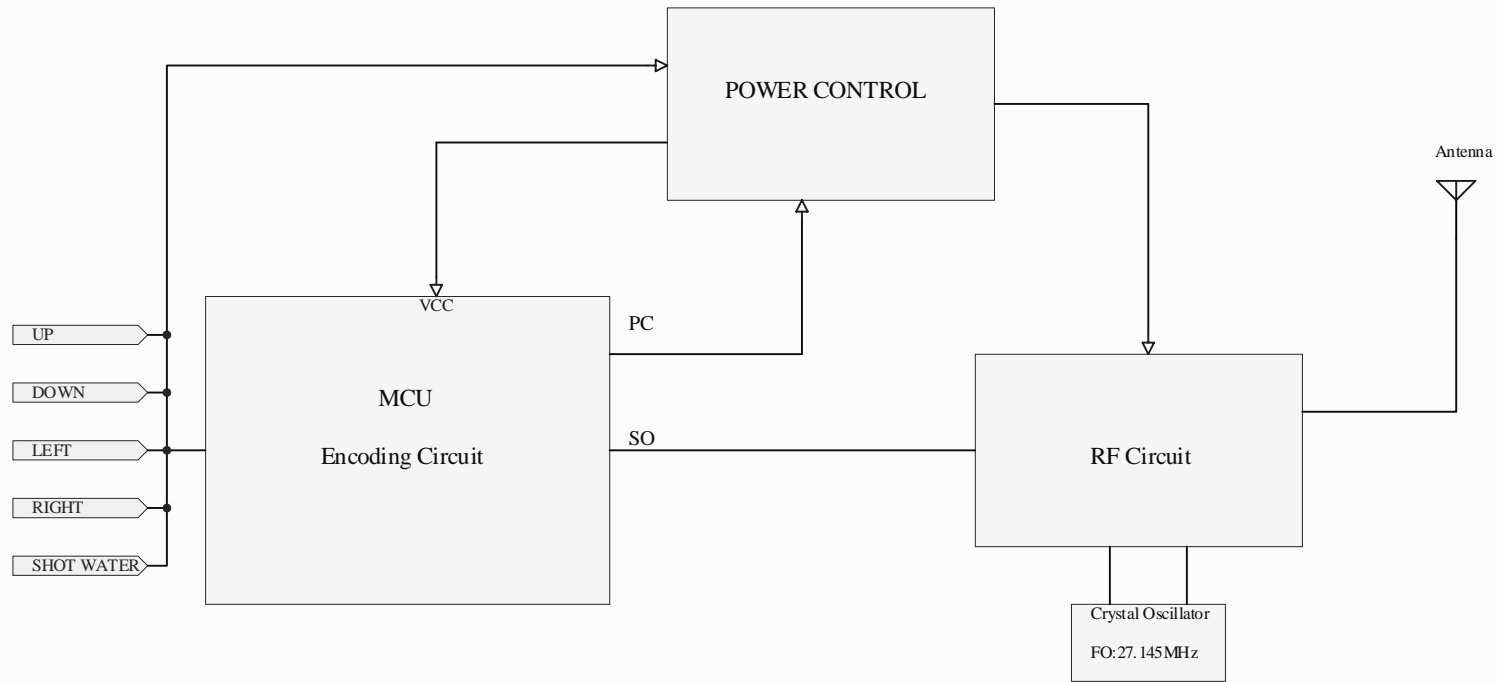 POWER CONTROL
Antenna
VCC
UP
PC
DOWN
MCU
SO
LEFT
Encoding Circuit
RF Circuit
RIGHT
SHOT WATER
Crystal Oscillator
FO:27.145MHz